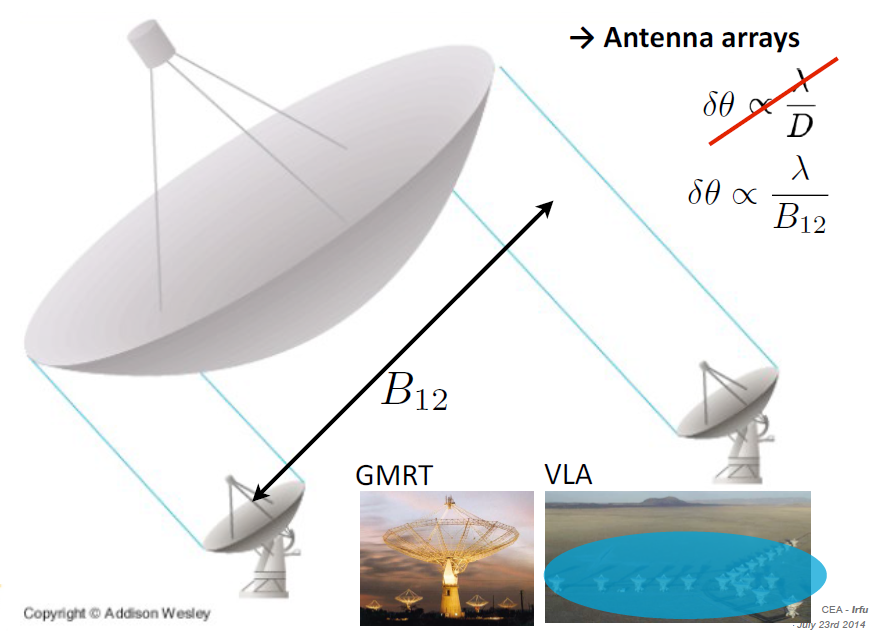 → Antenna arrays
δθ ∝ λ/D
δθ ∝ λ/B₁₂
B₁₂
GMRT
VLA
Copyright © Addison Wesley
CEA - Irfu
July 23rd 2014